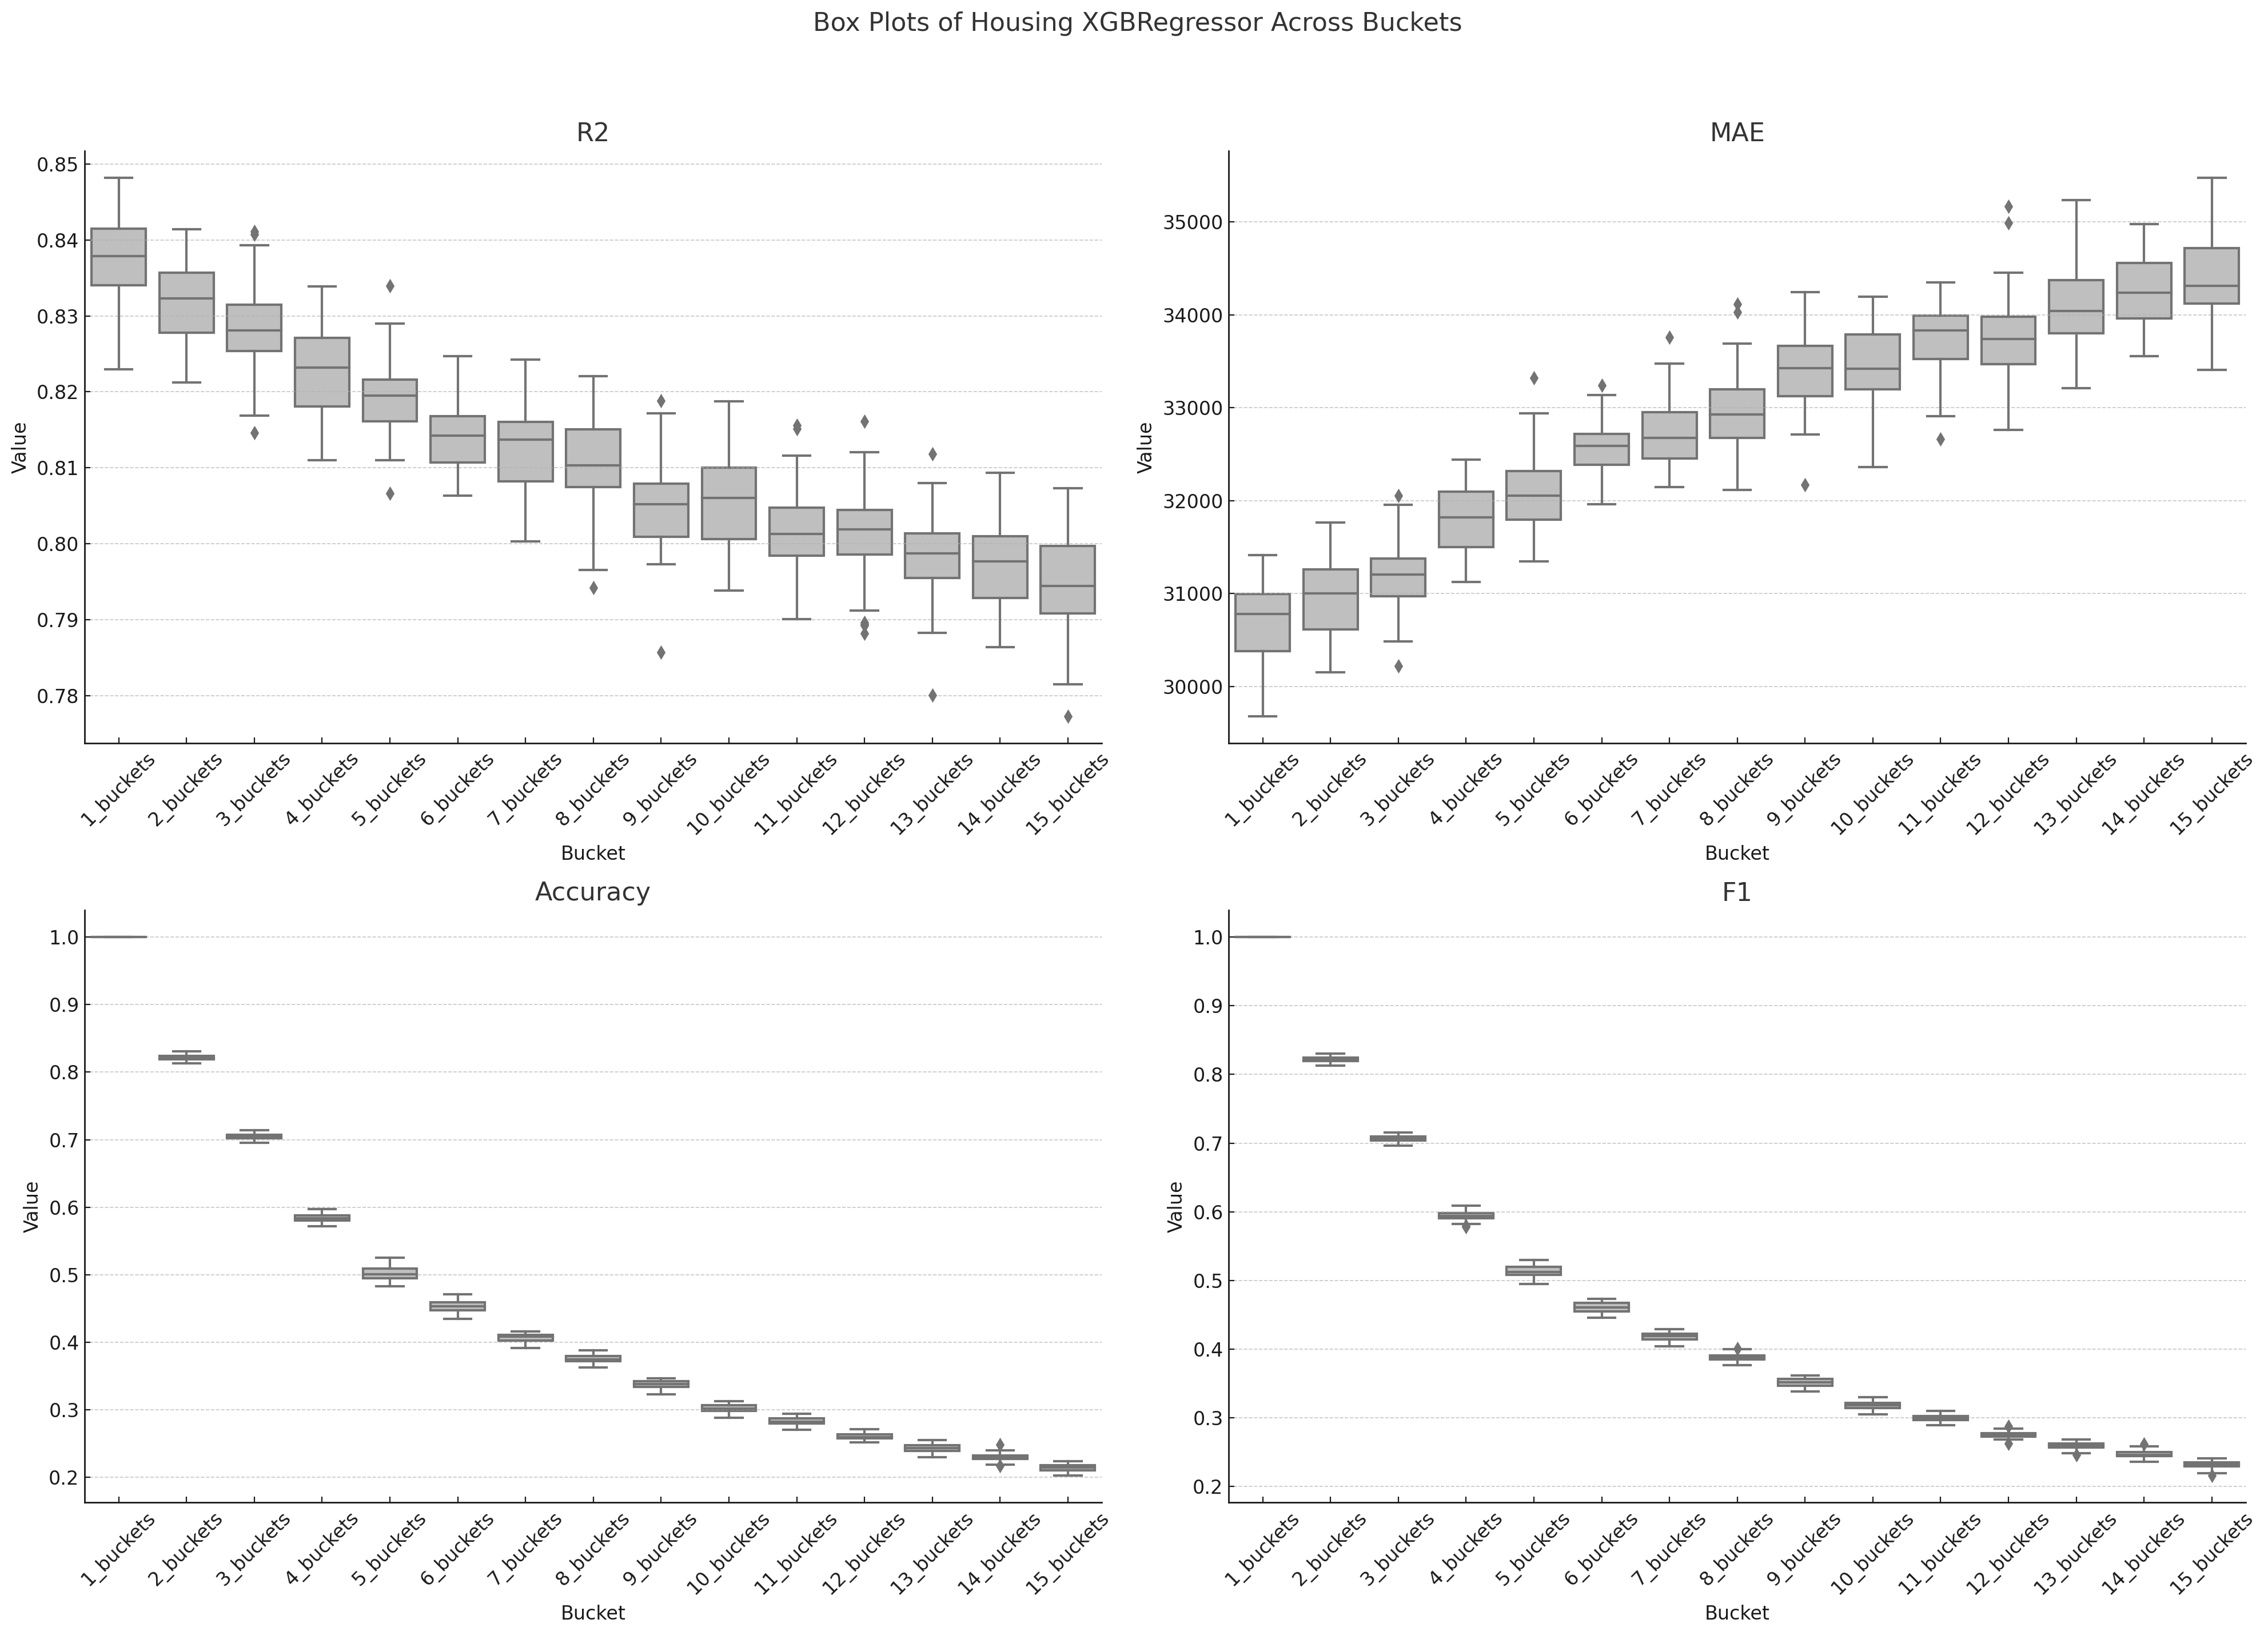 Box Plots of Housing XGBRegressor Across Buckets
R2
0.85
0.84
0.83
0.82
0.81
0.80
0.79
0.78
Value
1_buckets
2_buckets
3_buckets
4_buckets
5_buckets
6_buckets
7_buckets
8_buckets
9_buckets
10_buckets
11_buckets
12_buckets
13_buckets
14_buckets
15_buckets
Bucket
MAE
35000
34000
33000
32000
31000
30000
Value
1_buckets
2_buckets
3_buckets
4_buckets
5_buckets
6_buckets
7_buckets
8_buckets
9_buckets
10_buckets
11_buckets
12_buckets
13_buckets
14_buckets
15_buckets
Bucket
Accuracy
1.0
0.9
0.8
0.7
0.6
0.5
0.4
0.3
0.2
Value
1_buckets
2_buckets
3_buckets
4_buckets
5_buckets
6_buckets
7_buckets
8_buckets
9_buckets
10_buckets
11_buckets
12_buckets
13_buckets
14_buckets
15_buckets
Bucket
F1
1.0
0.9
0.8
0.7
0.6
0.5
0.4
0.3
0.2
Value
1_buckets
2_buckets
3_buckets
4_buckets
5_buckets
6_buckets
7_buckets
8_buckets
9_buckets
10_buckets
11_buckets
12_buckets
13_buckets
14_buckets
15_buckets
Bucket